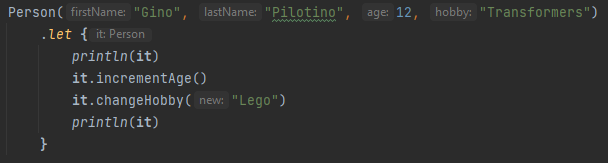 Person( firstName: "Gino", lastName: "Pilotino", age: 12, hobby: "Transformers")
    .let { it: Person
        println(it)
        it.incrementAge()
        it.changeHobby( new: "Lego")
        println(it)
    }